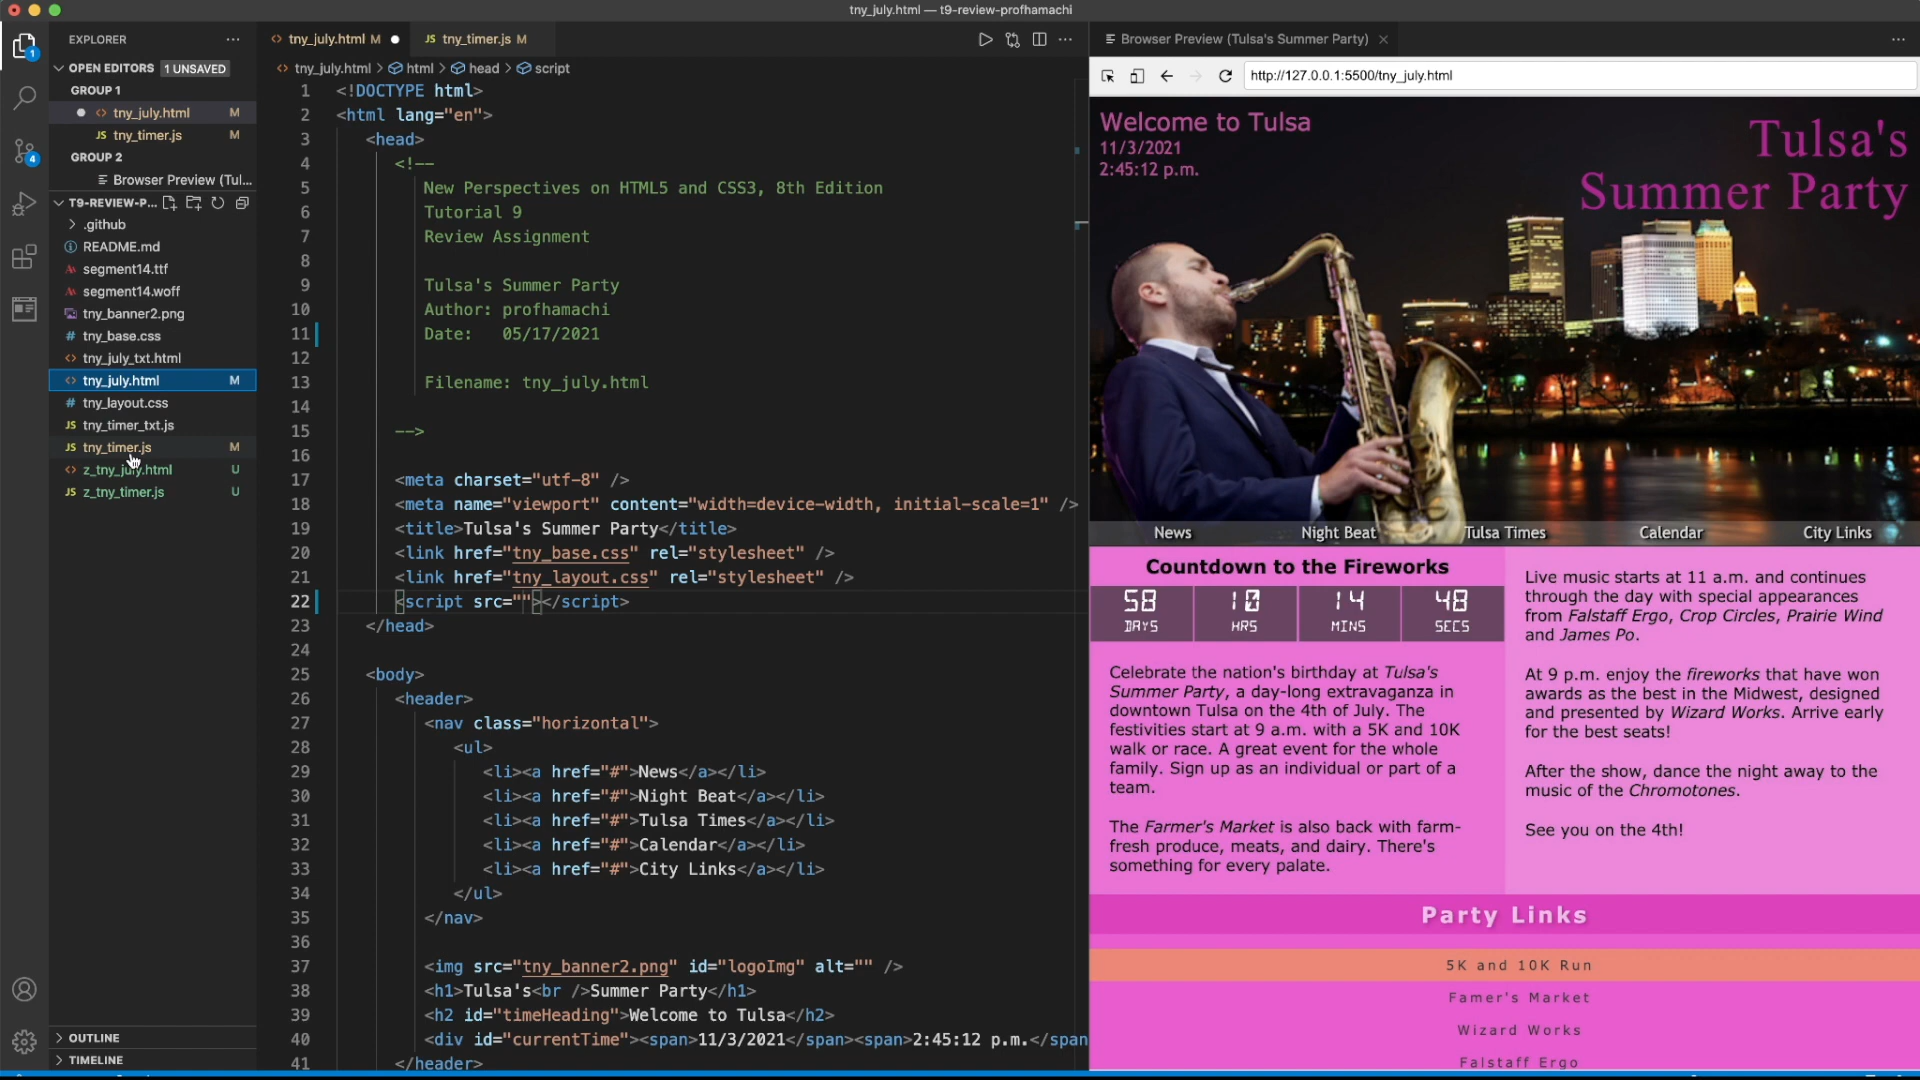 tny_july.html — t9-review-profhamachi
EXPLORER
OPEN EDITORS 1 UNSAVED
GROUP 1
tny_july.html M
JS tny_timer.js M
GROUP 2
Browser Preview (Tul...
T9-REVIEW-P...
.github
README.md
segment14.ttf
segment14.woff
tny_banner2.png
# tny_base.css
<> tny_july_txt.html
<> tny_july.html M
# tny_layout.css
JS tny_timer_txt.js
JS tny_timer.js M
<> z_tny_july.html U
JS z_tny_timer.js U
OUTLINE
TIMELINE
1
4
<> tny_july.html M
JS tny_timer.js M
<> tny_july.html > html > head > script
1 <!DOCTYPE html>
2 <html lang="en">
3 <head>
4 <!--
5 New Perspectives on HTML5 and CSS3, 8th Edition
6 Tutorial 9
7 Review Assignment
8
9 Tulsa's Summer Party
10 Author: profhamachi
11 Date: 05/17/2021
12
13 Filename: tny_july.html
14
15 -->
16
17 <meta charset="utf-8" />
18 <meta name="viewport" content="width=device-width, initial-scale=1" />
19 <title>Tulsa's Summer Party</title>
20 <link href="tny_base.css" rel="stylesheet" />
21 <link href="tny_layout.css" rel="stylesheet" />
22 <script src=""></script>
23 </head>
24
25 <body>
26 <header>
27 <nav class="horizontal">
28 <ul>
29 <li><a href="#">News</a></li>
30 <li><a href="#">Night Beat</a></li>
31 <li><a href="#">Tulsa Times</a></li>
32 <li><a href="#">Calendar</a></li>
33 <li><a href="#">City Links</a></li>
34 </ul>
35 </nav>
36
37 <img src="tny_banner2.png" id="logoImg" alt="" />
38 <h1>Tulsa's<br />Summer Party</h1>
39 <h2 id="timeHeading">Welcome to Tulsa</h2>
40 <div id="currentTime"><span>11/3/2021</span><span>2:45:12 p.m.</span
41 </header>
Browser Preview (Tulsa's Summer Party)
http://127.0.0.1:5500/tny_july.html
Welcome to Tulsa
11/3/2021
2:45:12 p.m.
Tulsa's
Summer Party
News Night Beat Tulsa Times Calendar City Links
Countdown to the Fireworks
58 10 14 48
DAYS HRS MINS SECS
Celebrate the nation's birthday at Tulsa's
Summer Party, a day-long extravaganza in
downtown Tulsa on the 4th of July. The
festivities start at 9 a.m. with a 5K and 10K
walk or race. A great event for the whole
family. Sign up as an individual or part of a
team.
The Farmer's Market is also back with farm-
fresh produce, meats, and dairy. There's
something for every palate.
Live music starts at 11 a.m. and continues
through the day with special appearances
from Falstaff Ergo, Crop Circles, Prairie Wind
and James Po.
At 9 p.m. enjoy the fireworks that have won
awards as the best in the Midwest, designed
and presented by Wizard Works. Arrive early
for the best seats!
After the show, dance the night away to the
music of the Chromotones.
See you on the 4th!
Party Links
5K and 10K Run
Famer's Market
Wizard Works
Falstaff Ergo